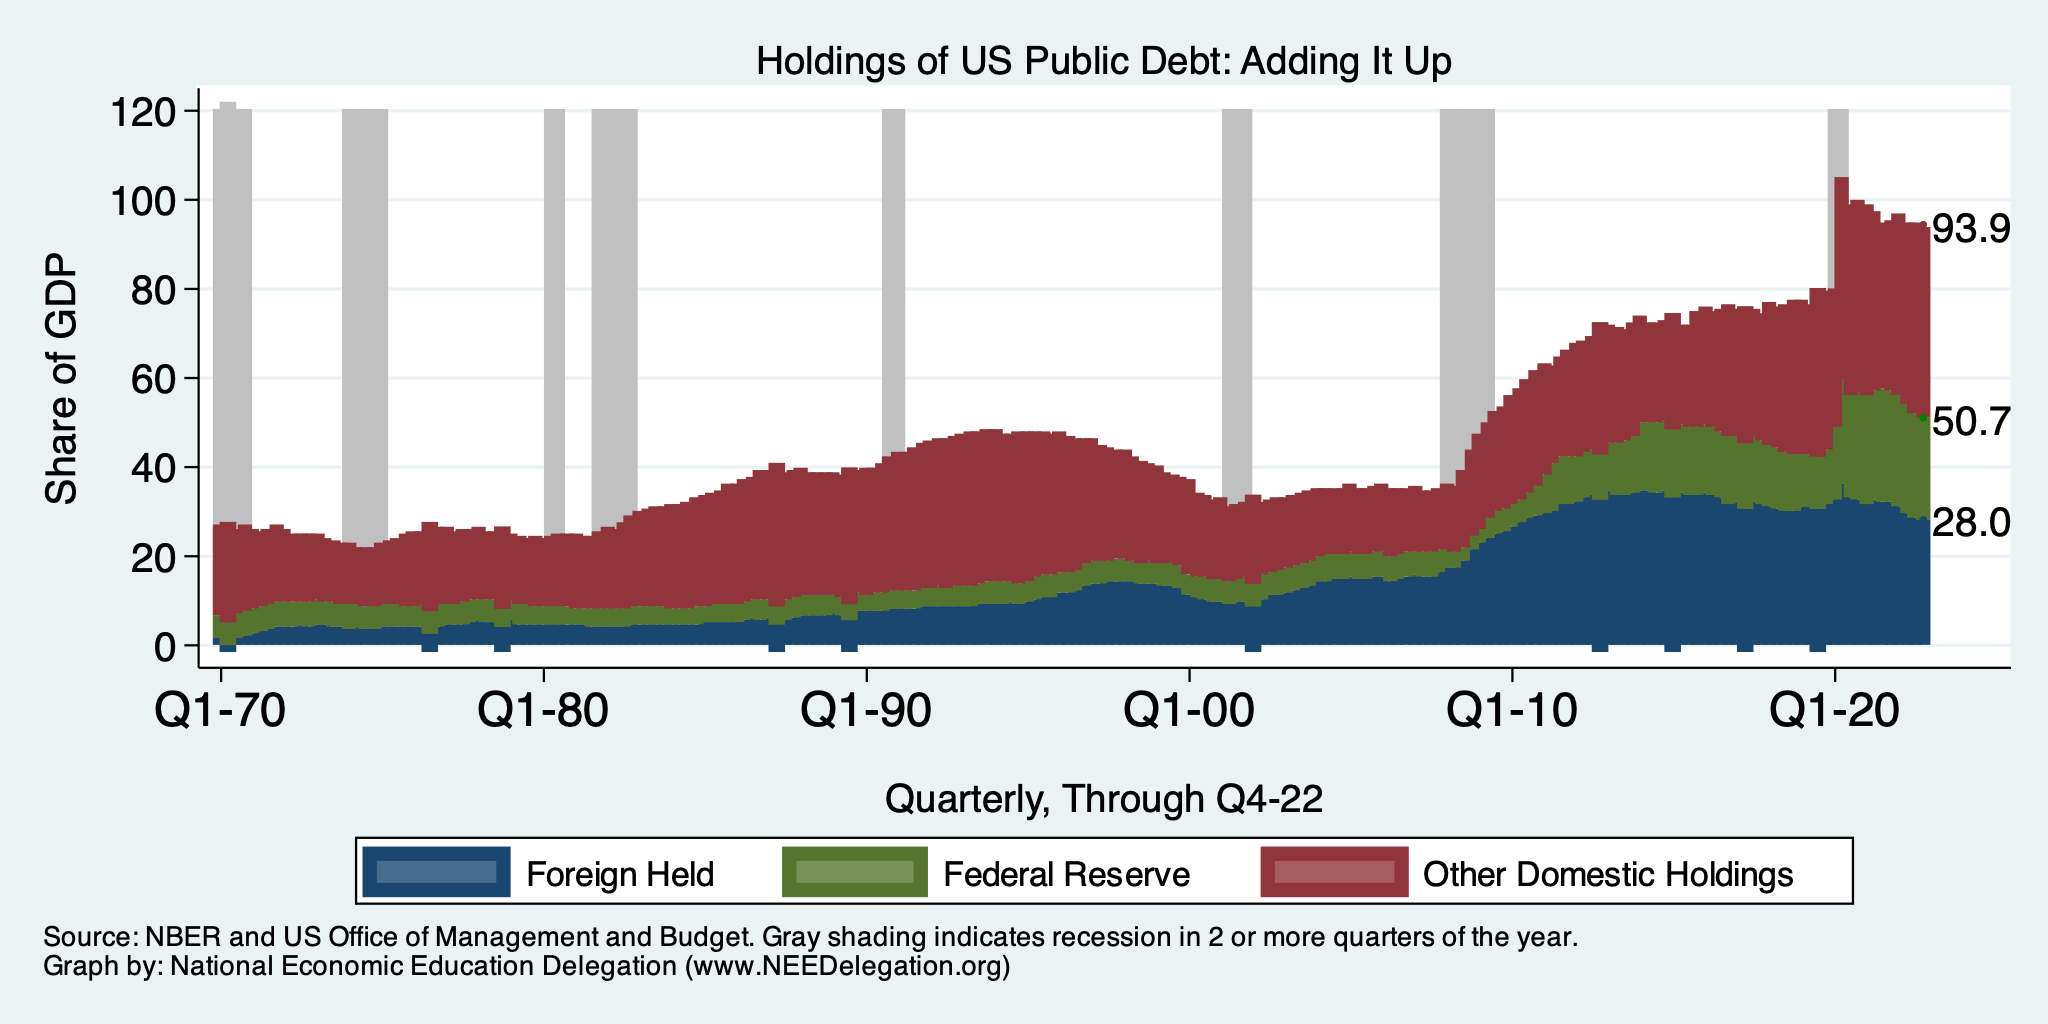 Holdings of US Public Debt: Adding It Up
Share of GDP
120
100
80
60
40
20
0
93.9
50.7
28.0
Q1-70 Q1-80 Q1-90 Q1-00 Q1-10 Q1-20
Quarterly, Through Q4-22
Foreign Held Federal Reserve Other Domestic Holdings
Source: NBER and US Office of Management and Budget. Gray shading indicates recession in 2 or more quarters of the year.
Graph by: National Economic Education Delegation (www.NEEDelegation.org)